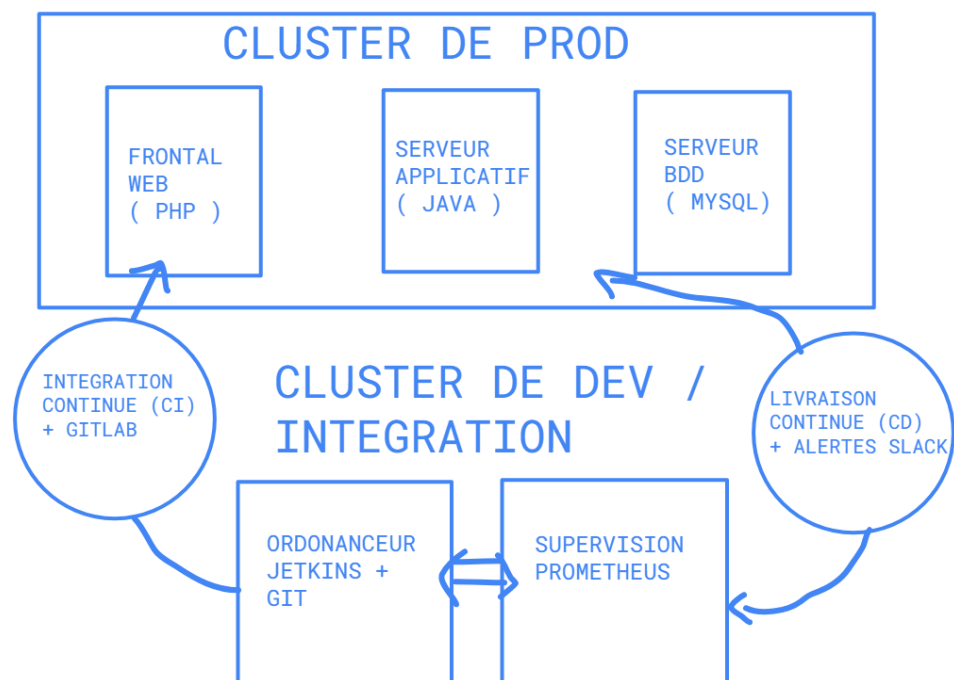 CLUSTER DE PROD
FRONTAL
WEB
( PHP )
SERVEUR
APPLICATIF
( JAVA )
SERVEUR
BDD
( MYSQL)
INTEGRATION
CONTINUE (CI)
+ GITLAB
CLUSTER DE DEV /
INTEGRATION
LIVRAISON
CONTINUE (CD)
+ ALERTES SLACK
ORDONANCEUR
JETKINS +
GIT
SUPERVISION
PROMETHEUS